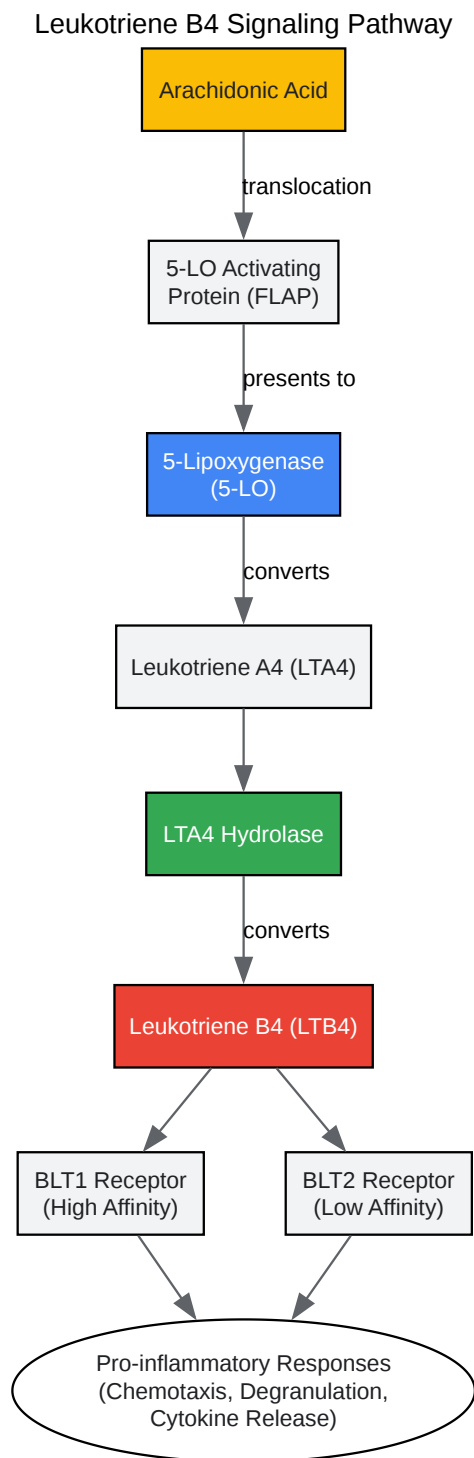 Leukotriene B4 Signaling Pathway
Arachidonic Acid
translocation
5-LO Activating
Protein (FLAP)
presents to
5-Lipoxygenase
(5-LO)
converts
Leukotriene A4 (LTA4)
LTA4 Hydrolase
converts
Leukotriene B4 (LTB4)
BLT1 Receptor
(High Affinity)
BLT2 Receptor
(Low Affinity)
Pro-inflammatory Responses
(Chemotaxis, Degranulation,
Cytokine Release)